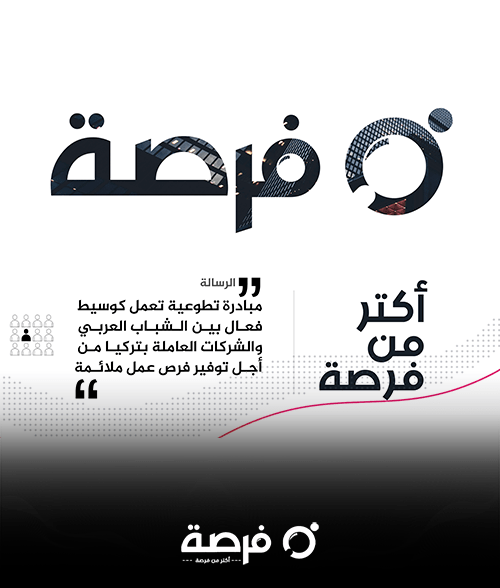 فرصة
الرسالة
مبادرة تطوعية تعمل كوسيط
فعال بين الشباب العربي
والشركات العاملة بتركيا من
أجل توفير فرص عمل ملائمة
أكتر
من
فرصة
فرصة
--- أكتر من فرصة ---